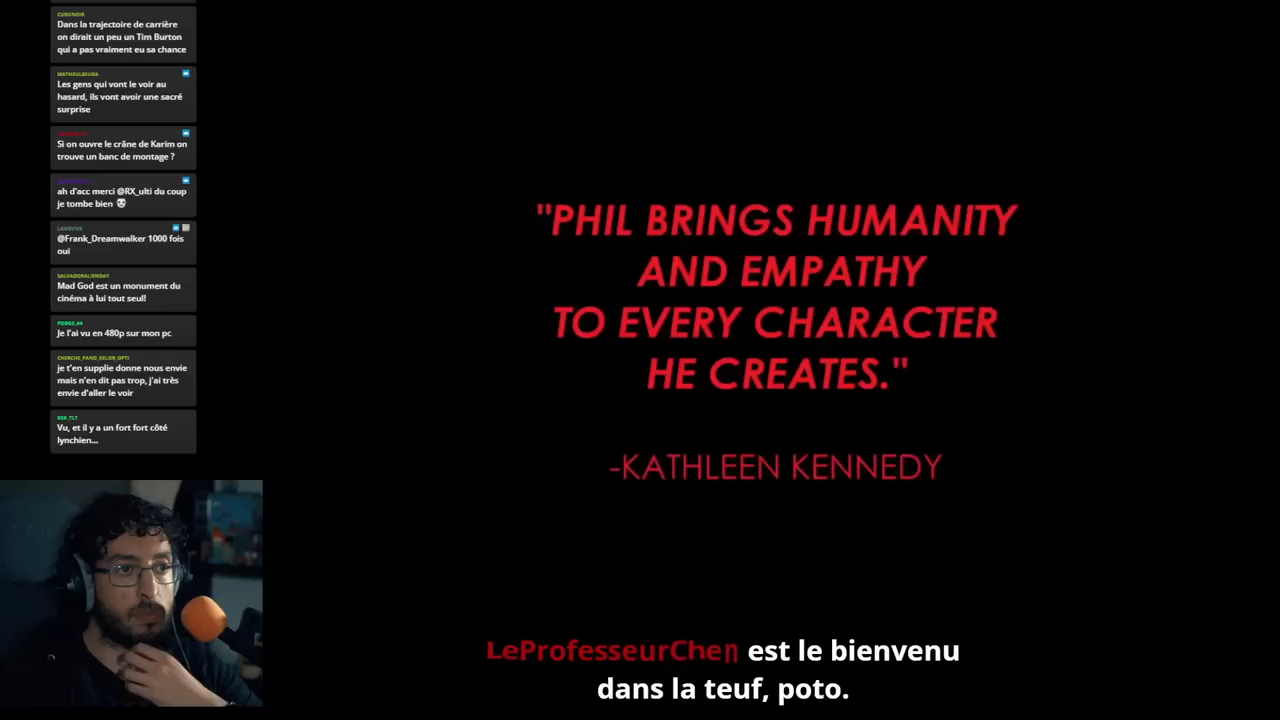 CURUNOIR
Dans la trajectoire de carrière
on dirait un peu un Tim Burton
qui a pas vraiment eu sa chance
MATHEULBEUKA
Les gens qui vont le voir au
hasard, ils vont avoir une sacré
surprise
Si on ouvre le crâne de Karim on
trouve un banc de montage ?
ah d'acc merci @RX_ulti du coup
je tombe bien
LANEVIVE
@Frank_Dreamwalker 1000 fois
oui
SALVADORALIENDAY
Mad God est un monument du
cinéma à lui tout seul!
PODGE_44
Je l'ai vu en 480p sur mon pc
CHERCHE_PANO_XELOR_OPTI
je t'en supplie donne nous envie
mais n'en dit pas trop, j'ai très
envie d'aller le voir
Vu, et il y a un fort fort côté
lynchien...
"PHIL BRINGS HUMANITY
AND EMPATHY
TO EVERY CHARACTER
HE CREATES."
-KATHLEEN KENNEDY
LeProfesseurChen est le bienvenu
dans la teuf, poto.